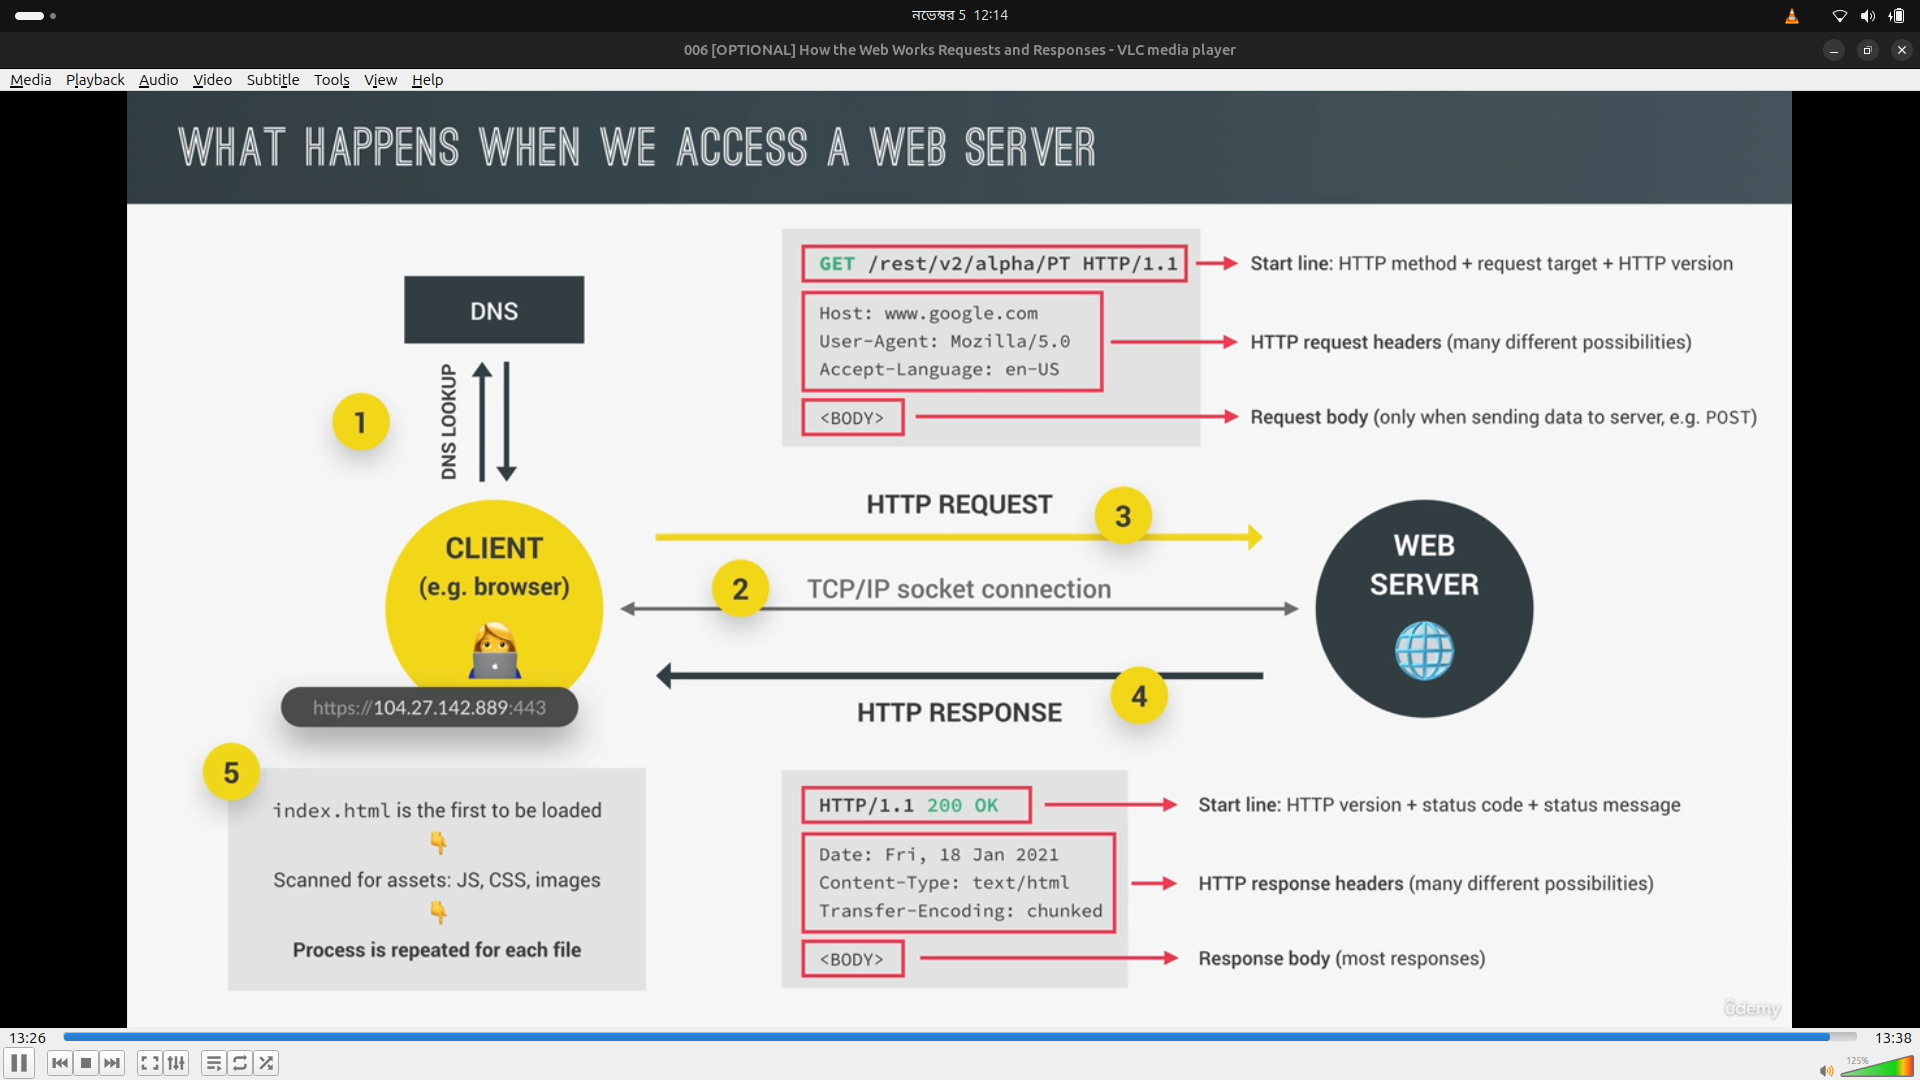 নভেম্বর 5 12:14
006 [OPTIONAL] How the Web Works Requests and Responses - VLC media player
Media Playback Audio Video Subtitle Tools View Help
WHAT HAPPENS WHEN WE ACCESS A WEB SERVER
GET /rest/v2/alpha/PT HTTP/1.1
Start line: HTTP method + request target + HTTP version
Host: www.google.com
User-Agent: Mozilla/5.0
Accept-Language: en-US
HTTP request headers (many different possibilities)
<BODY>
Request body (only when sending data to server, e.g. POST)
DNS
DNS LOOKUP
1
CLIENT
(e.g. browser)
https://104.27.142.889:443
HTTP REQUEST
3
2
TCP/IP socket connection
4
HTTP RESPONSE
WEB
SERVER
5
index.html is the first to be loaded
Scanned for assets: JS, CSS, images
Process is repeated for each file
HTTP/1.1 200 OK
Start line: HTTP version + status code + status message
Date: Fri, 18 Jan 2021
Content-Type: text/html
Transfer-Encoding: chunked
HTTP response headers (many different possibilities)
<BODY>
Response body (most responses)
ûdemy
13:26
13:38
125%